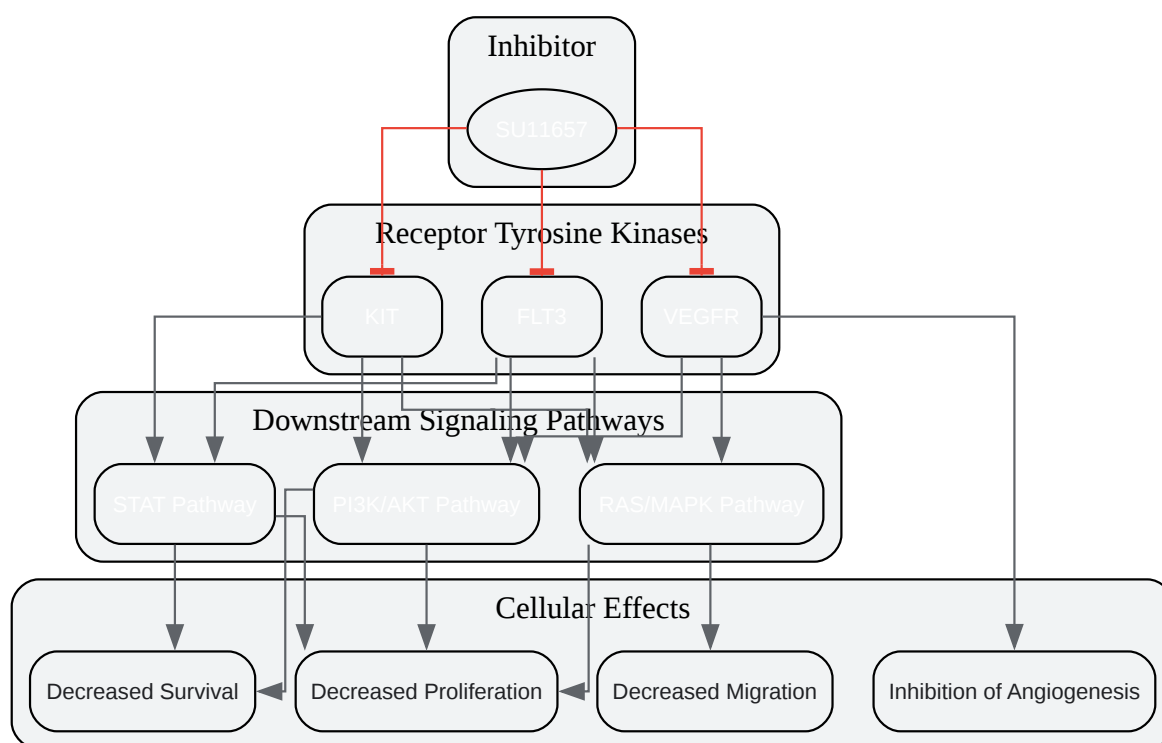 Inhibitor
SU11657
Receptor Tyrosine Kinases
KIT
FLT3
VEGFR
Downstream Signaling Pathways
STAT Pathway
PI3K/AKT Pathway
RAS/MAPK Pathway
Cellular Effects
Decreased Survival
Decreased Proliferation
Decreased Migration
Inhibition of Angiogenesis